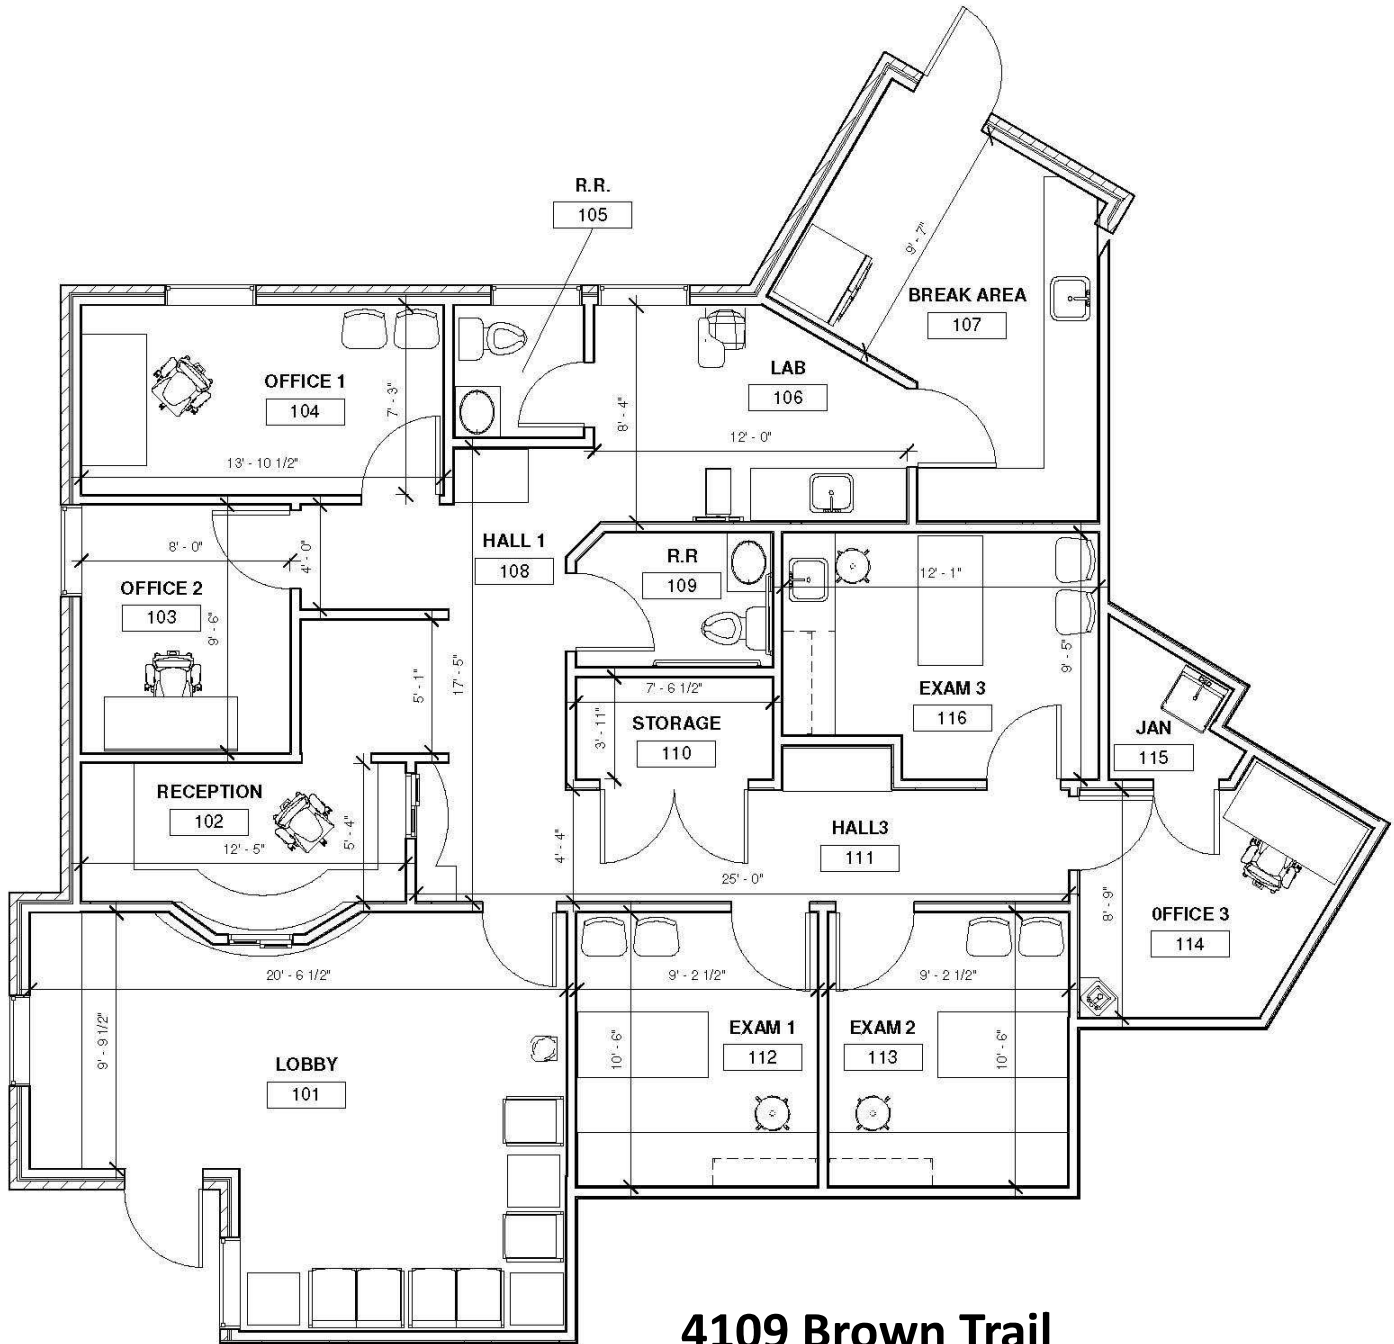 R.R.
105
9' - 7"
BREAK AREA
107
OFFICE 1
104
7' - 3"
13' - 10 1/2"
LAB
106
8' - 4"
12' - 0"
8' - 0"
4' - 0"
OFFICE 2
103
9' - 6"
HALL 1
108
R.R
109
12' - 1"
9' - 5"
EXAM 3
116
5' - 1"
17' - 5"
7' - 6 1/2"
3' - 11"
STORAGE
110
JAN
115
RECEPTION
102
12' - 5"
5' - 4"
4' - 4"
HALL3
111
25' - 0"
8' - 9"
0FFICE 3
114
20' - 6 1/2"
9' - 2 1/2"
9' - 2 1/2"
9' - 9 1/2"
LOBBY
101
10' - 6"
EXAM 1
112
EXAM 2
113
10' - 6"
4109 Brown Trail